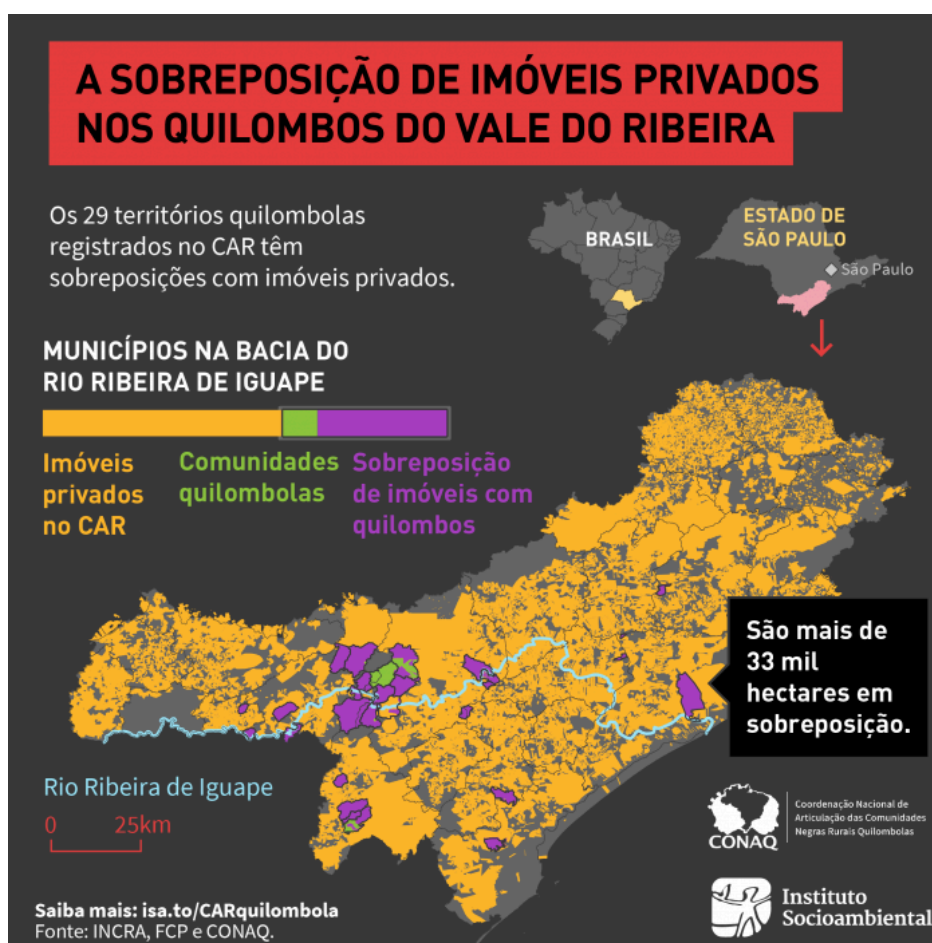 A SOBREPOSIÇÃO DE IMÓVEIS PRIVADOS
NOS QUILOMBOS DO VALE DO RIBEIRA
Os 29 territórios quilombolas
registrados no CAR têm
sobreposições com imóveis privados.
BRASIL
ESTADO DE
SÃO PAULO
São Paulo
MUNICÍPIOS NA BACIA DO
RIO RIBEIRA DE IGUAPE
Imóveis
privados
no CAR
Comunidades
quilombolas
Sobreposição
de imóveis com
quilombos
São mais de
33 mil
hectares em
sobreposição.
Rio Ribeira de Iguape
0 25km
CONAQ
Coordenação Nacional de
Articulação das Comunidades
Negras Rurais Quilombolas
Instituto
Socioambiental
Saiba mais: isa.to/CARquilombola
Fonte: INCRA, FCP e CONAQ.